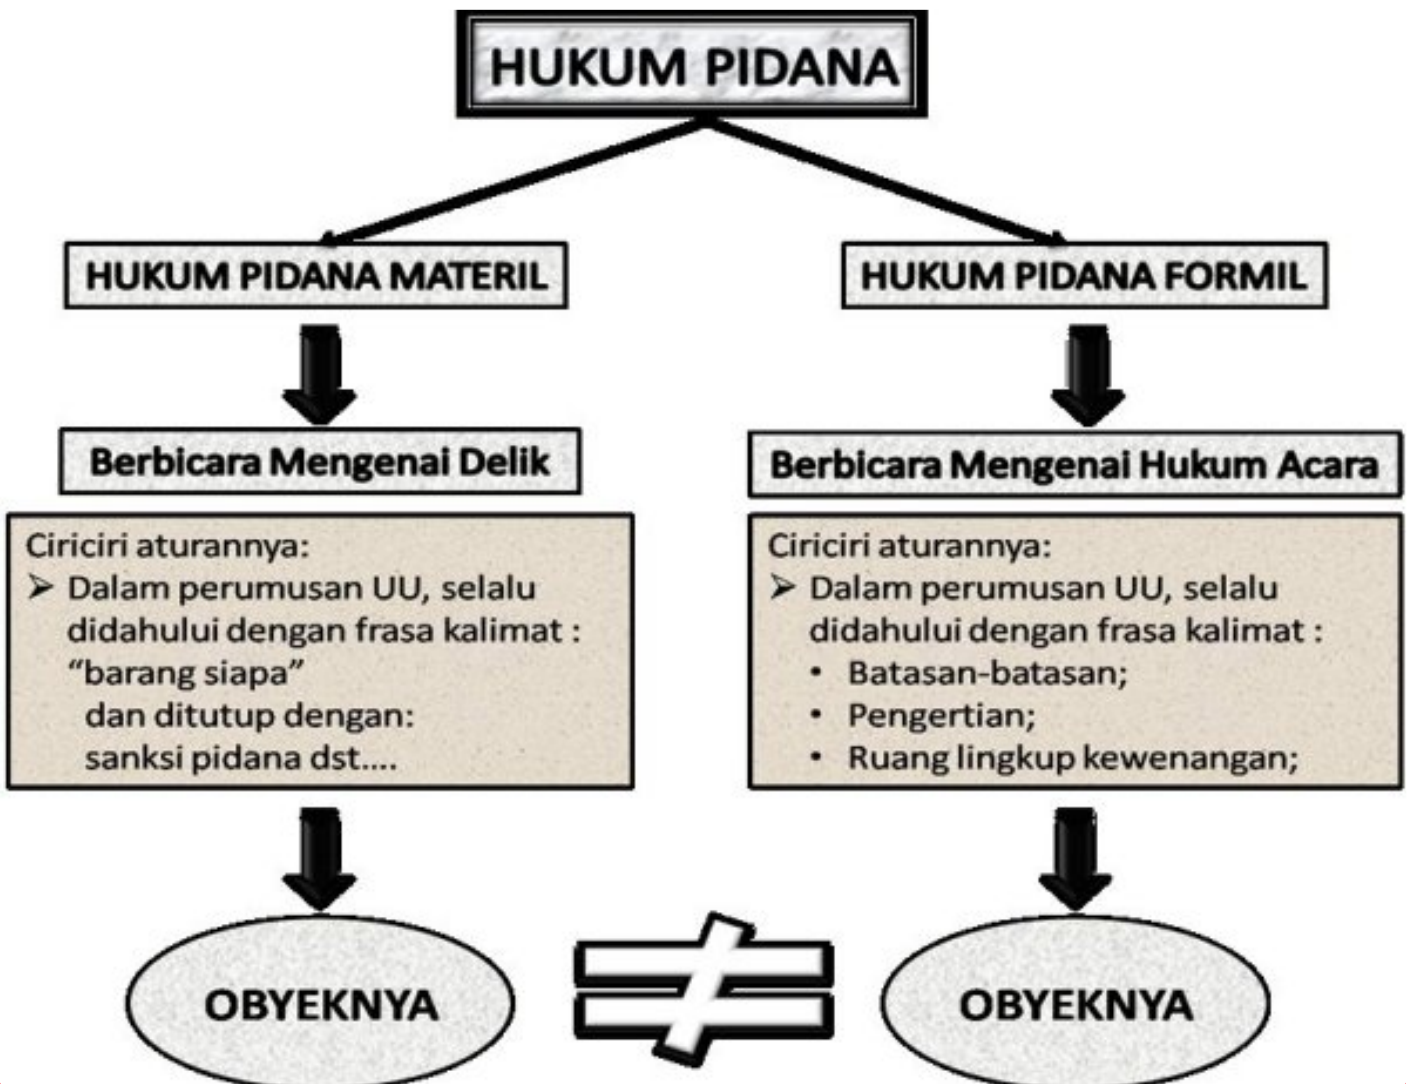 HUKUM PIDANA
HUKUM PIDANA MATERIL
Berbicara Mengenai Delik
Ciriciri aturannya:
➢ Dalam perumusan UU, selalu
didahului dengan frasa kalimat :
“barang siapa”
dan ditutup dengan:
sanksi pidana dst....
OBYEKNYA
≠
HUKUM PIDANA FORMIL
Berbicara Mengenai Hukum Acara
Ciriciri aturannya:
➢ Dalam perumusan UU, selalu
didahului dengan frasa kalimat :
• Batasan-batasan;
• Pengertian;
• Ruang lingkup kewenangan;
OBYEKNYA